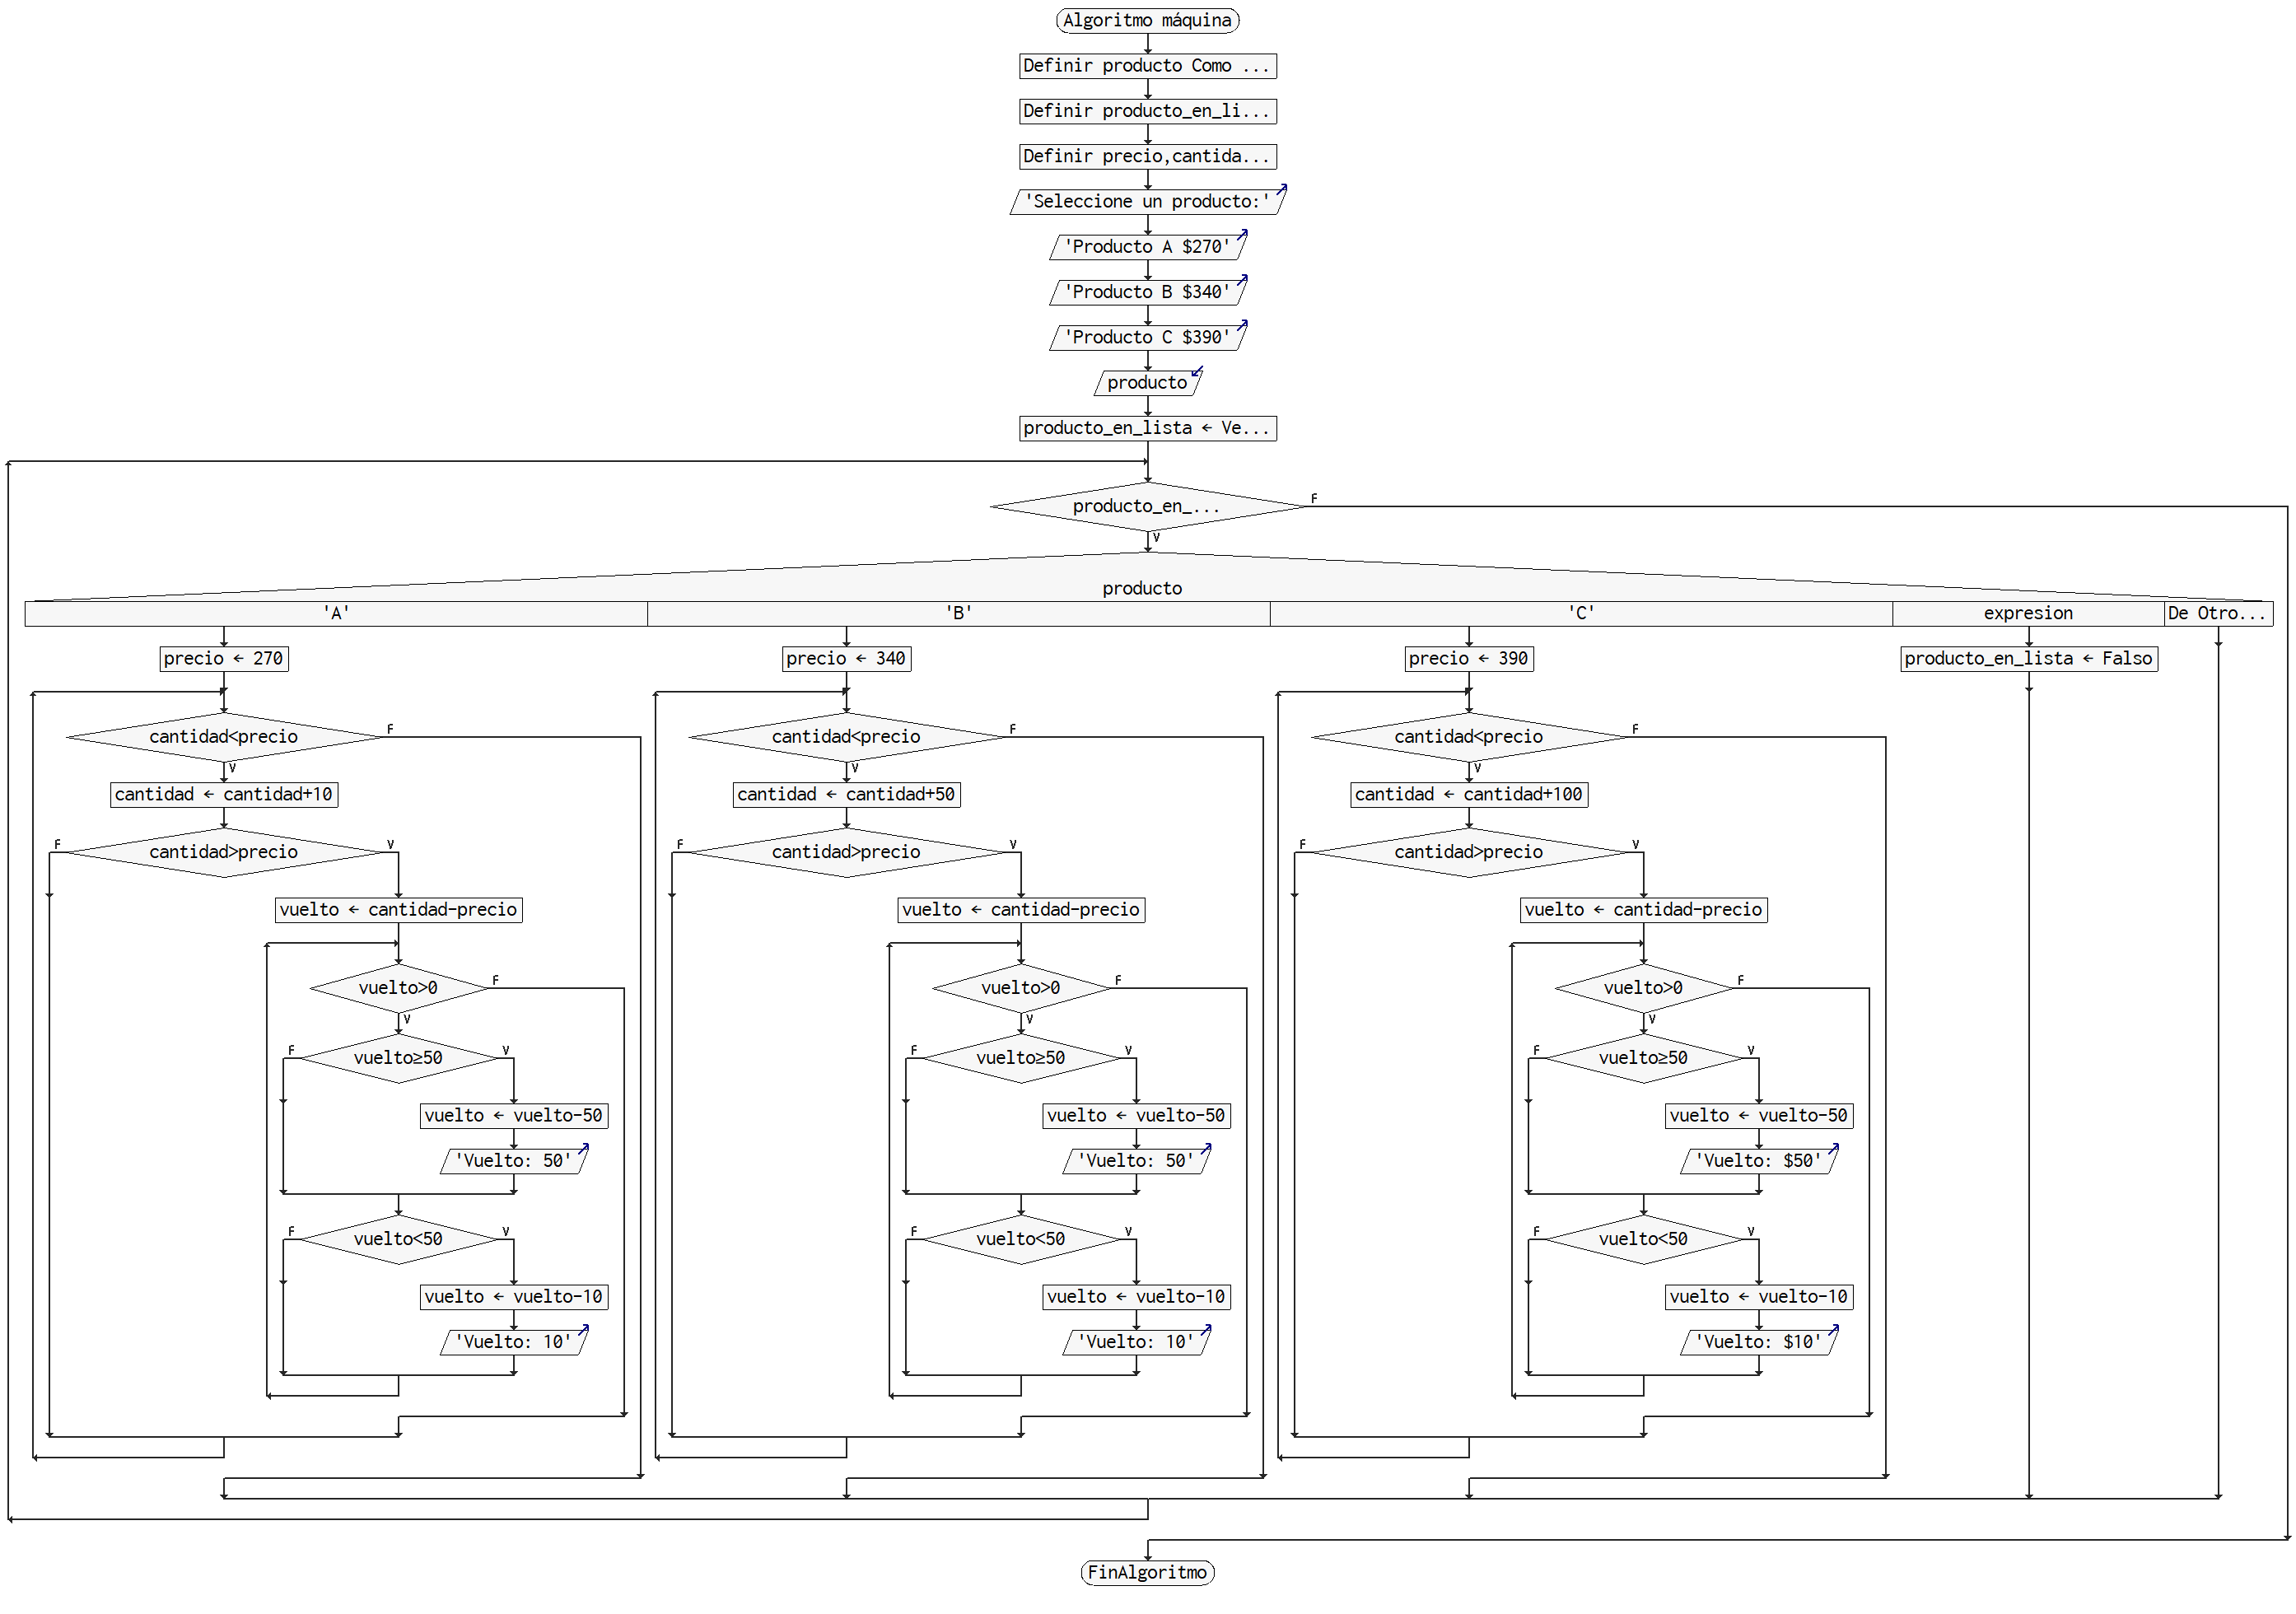 Algoritmo máquina
Definir producto Como ...
Definir producto_en_li...
Definir precio,cantida...
'Seleccione un producto:'
'Producto A $270'
'Producto B $340'
'Producto C $390'
producto
producto_en_lista ← Ve...
producto_en_...
F
V
producto
'A'
'B'
'C'
expresion
De Otro...
precio ← 270
precio ← 340
precio ← 390
producto_en_lista ← Falso
cantidad<precio
F
cantidad<precio
F
cantidad<precio
F
V
V
V
cantidad ← cantidad+10
cantidad ← cantidad+50
cantidad ← cantidad+100
F
cantidad>precio
V
F
cantidad>precio
V
F
cantidad>precio
V
vuelto ← cantidad-precio
vuelto ← cantidad-precio
vuelto ← cantidad-precio
vuelto>0
F
vuelto>0
F
vuelto>0
F
V
V
V
F
vuelto≥50
V
F
vuelto≥50
V
F
vuelto≥50
V
vuelto ← vuelto-50
vuelto ← vuelto-50
vuelto ← vuelto-50
'Vuelto: 50'
'Vuelto: 50'
'Vuelto: $50'
F
vuelto<50
V
F
vuelto<50
V
F
vuelto<50
V
vuelto ← vuelto-10
vuelto ← vuelto-10
vuelto ← vuelto-10
'Vuelto: 10'
'Vuelto: 10'
'Vuelto: $10'
FinAlgoritmo